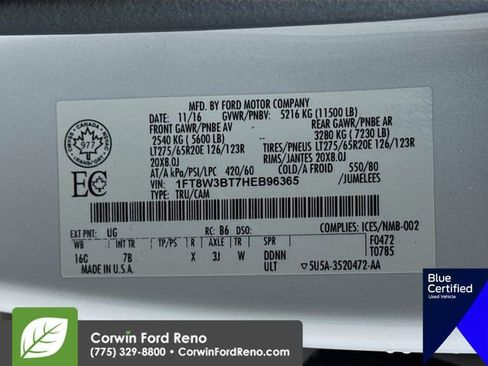 MFD. BY FORD MOTOR COMPANY
DATE: 11/16 GVWR/PNBV: 5216 KG (11500 LB)
FRONT GAWR/PNBE AV REAR GAWR/PNBE AR
2540 KG (5600 LB) 3280 KG (7230 LB)
LT275/65R20E 126/123R TIRES/PNEUS LT275/65R20E 126/123R
20X8.0J RIMS/JANTES 20X8.0J
AT/A kPa/PSI/LPC 420/60 COLD/A FROID 550/80
VIN: 1FT8W3BT7HEB96365 /JUMELEES
TYPE: TRU/CAM
CANADA
977
TRANSPORT
EC
COMPLIES: ICES/NMB-002
EXT PNT: UG RC: B6 DSO: F0472
WB INT TR TP/PS R AXLE TR SPR T0785
16C 7B X 3J W DDNN
MADE IN U.S.A. ULT 5U5A-3520472-AA
Blue
Certified
Used Vehicle
Corwin Ford Reno
(775) 329-8800 • CorwinFordReno.com